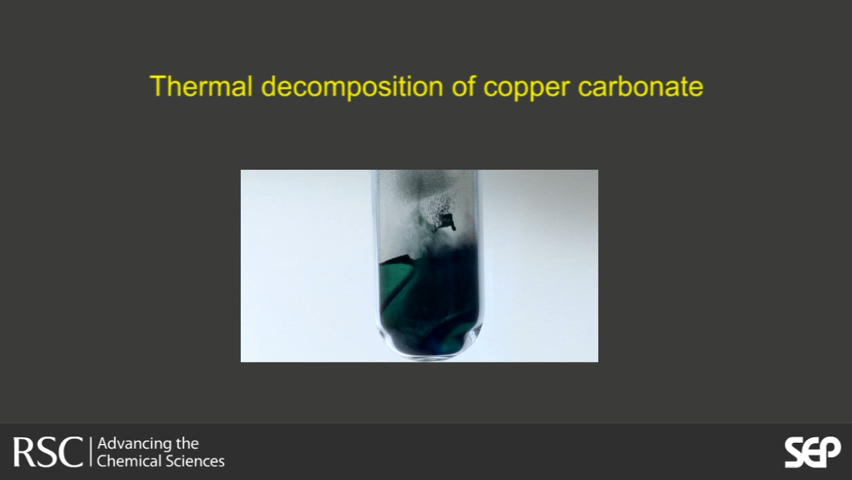 Thermal decomposition of copper carbonate
RSC
Advancing the
Chemical Sciences
SEP